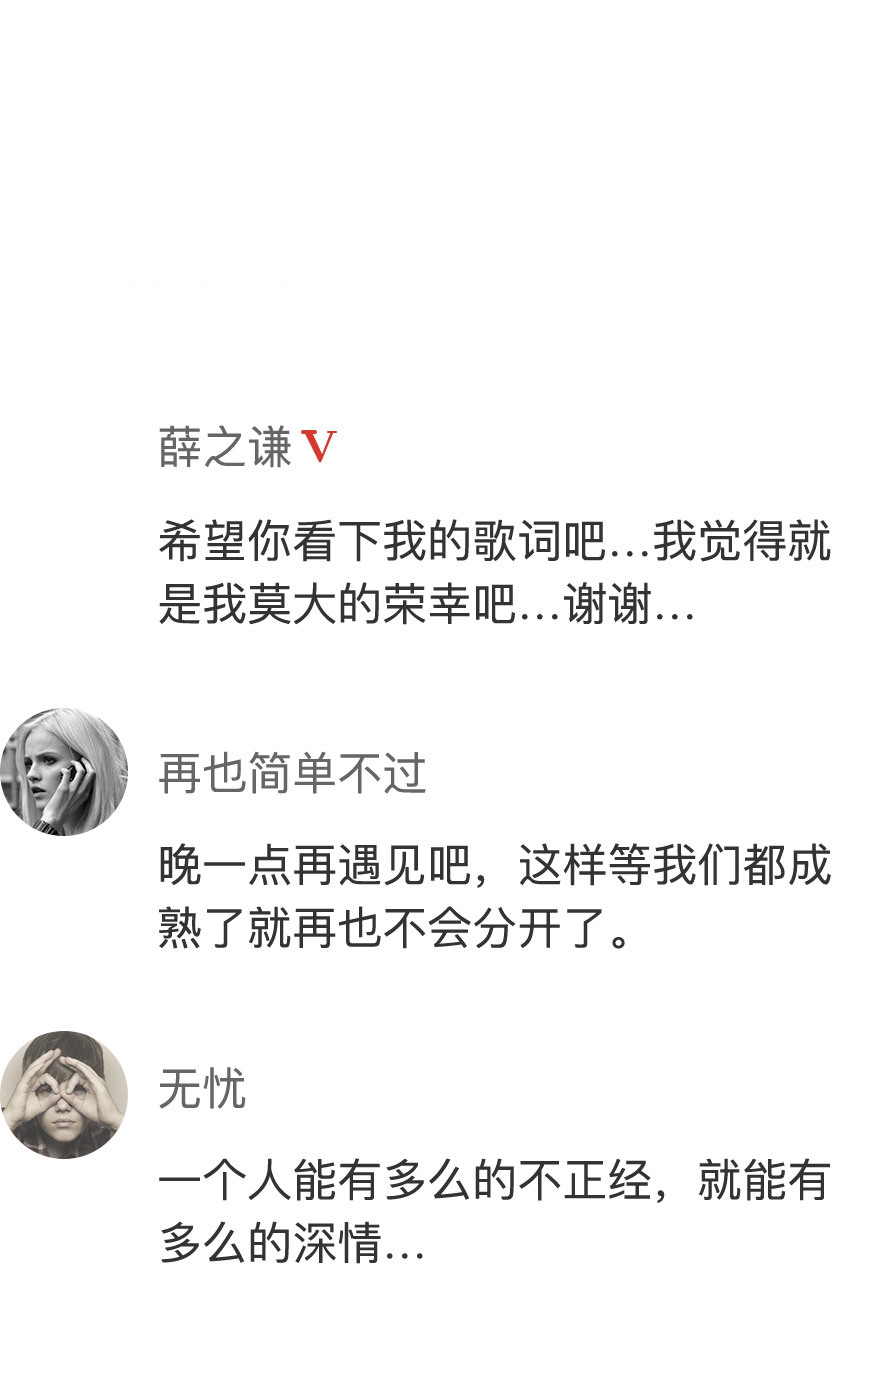 薛之谦 V
希望你看下我的歌词吧…我觉得就
是我莫大的荣幸吧…谢谢…
再也简单不过
晚一点再遇见吧，这样等我们都成
熟了就再也不会分开了。
无忧
一个人能有多么的不正经，就能有
多么的深情…